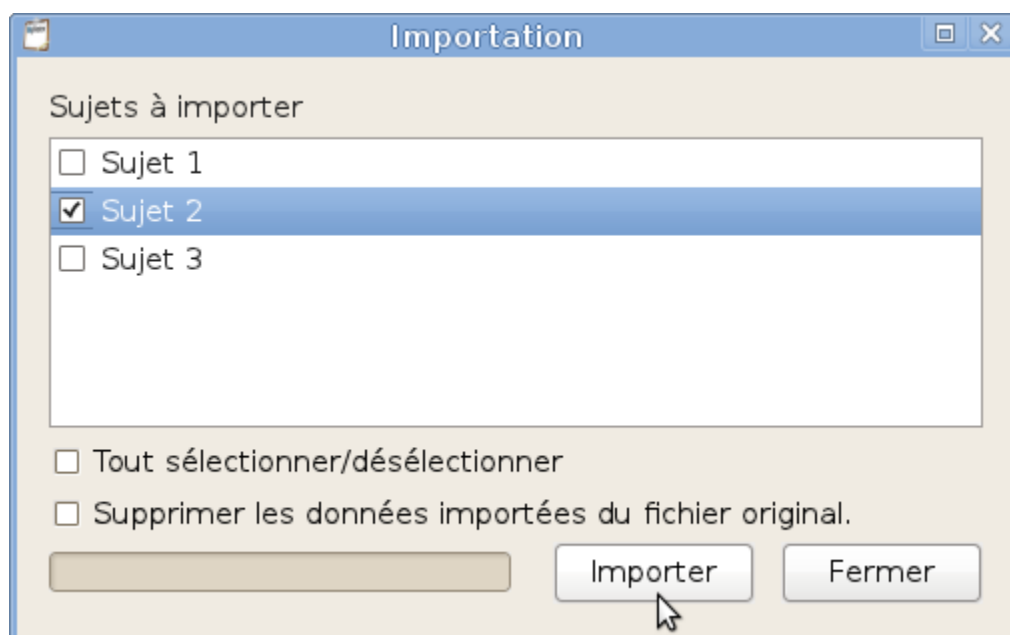 Importation
Sujets à importer
Sujet 1
Sujet 2
Sujet 3
Tout sélectionner/désélectionner
Supprimer les données importées du fichier original.
Importer Fermer